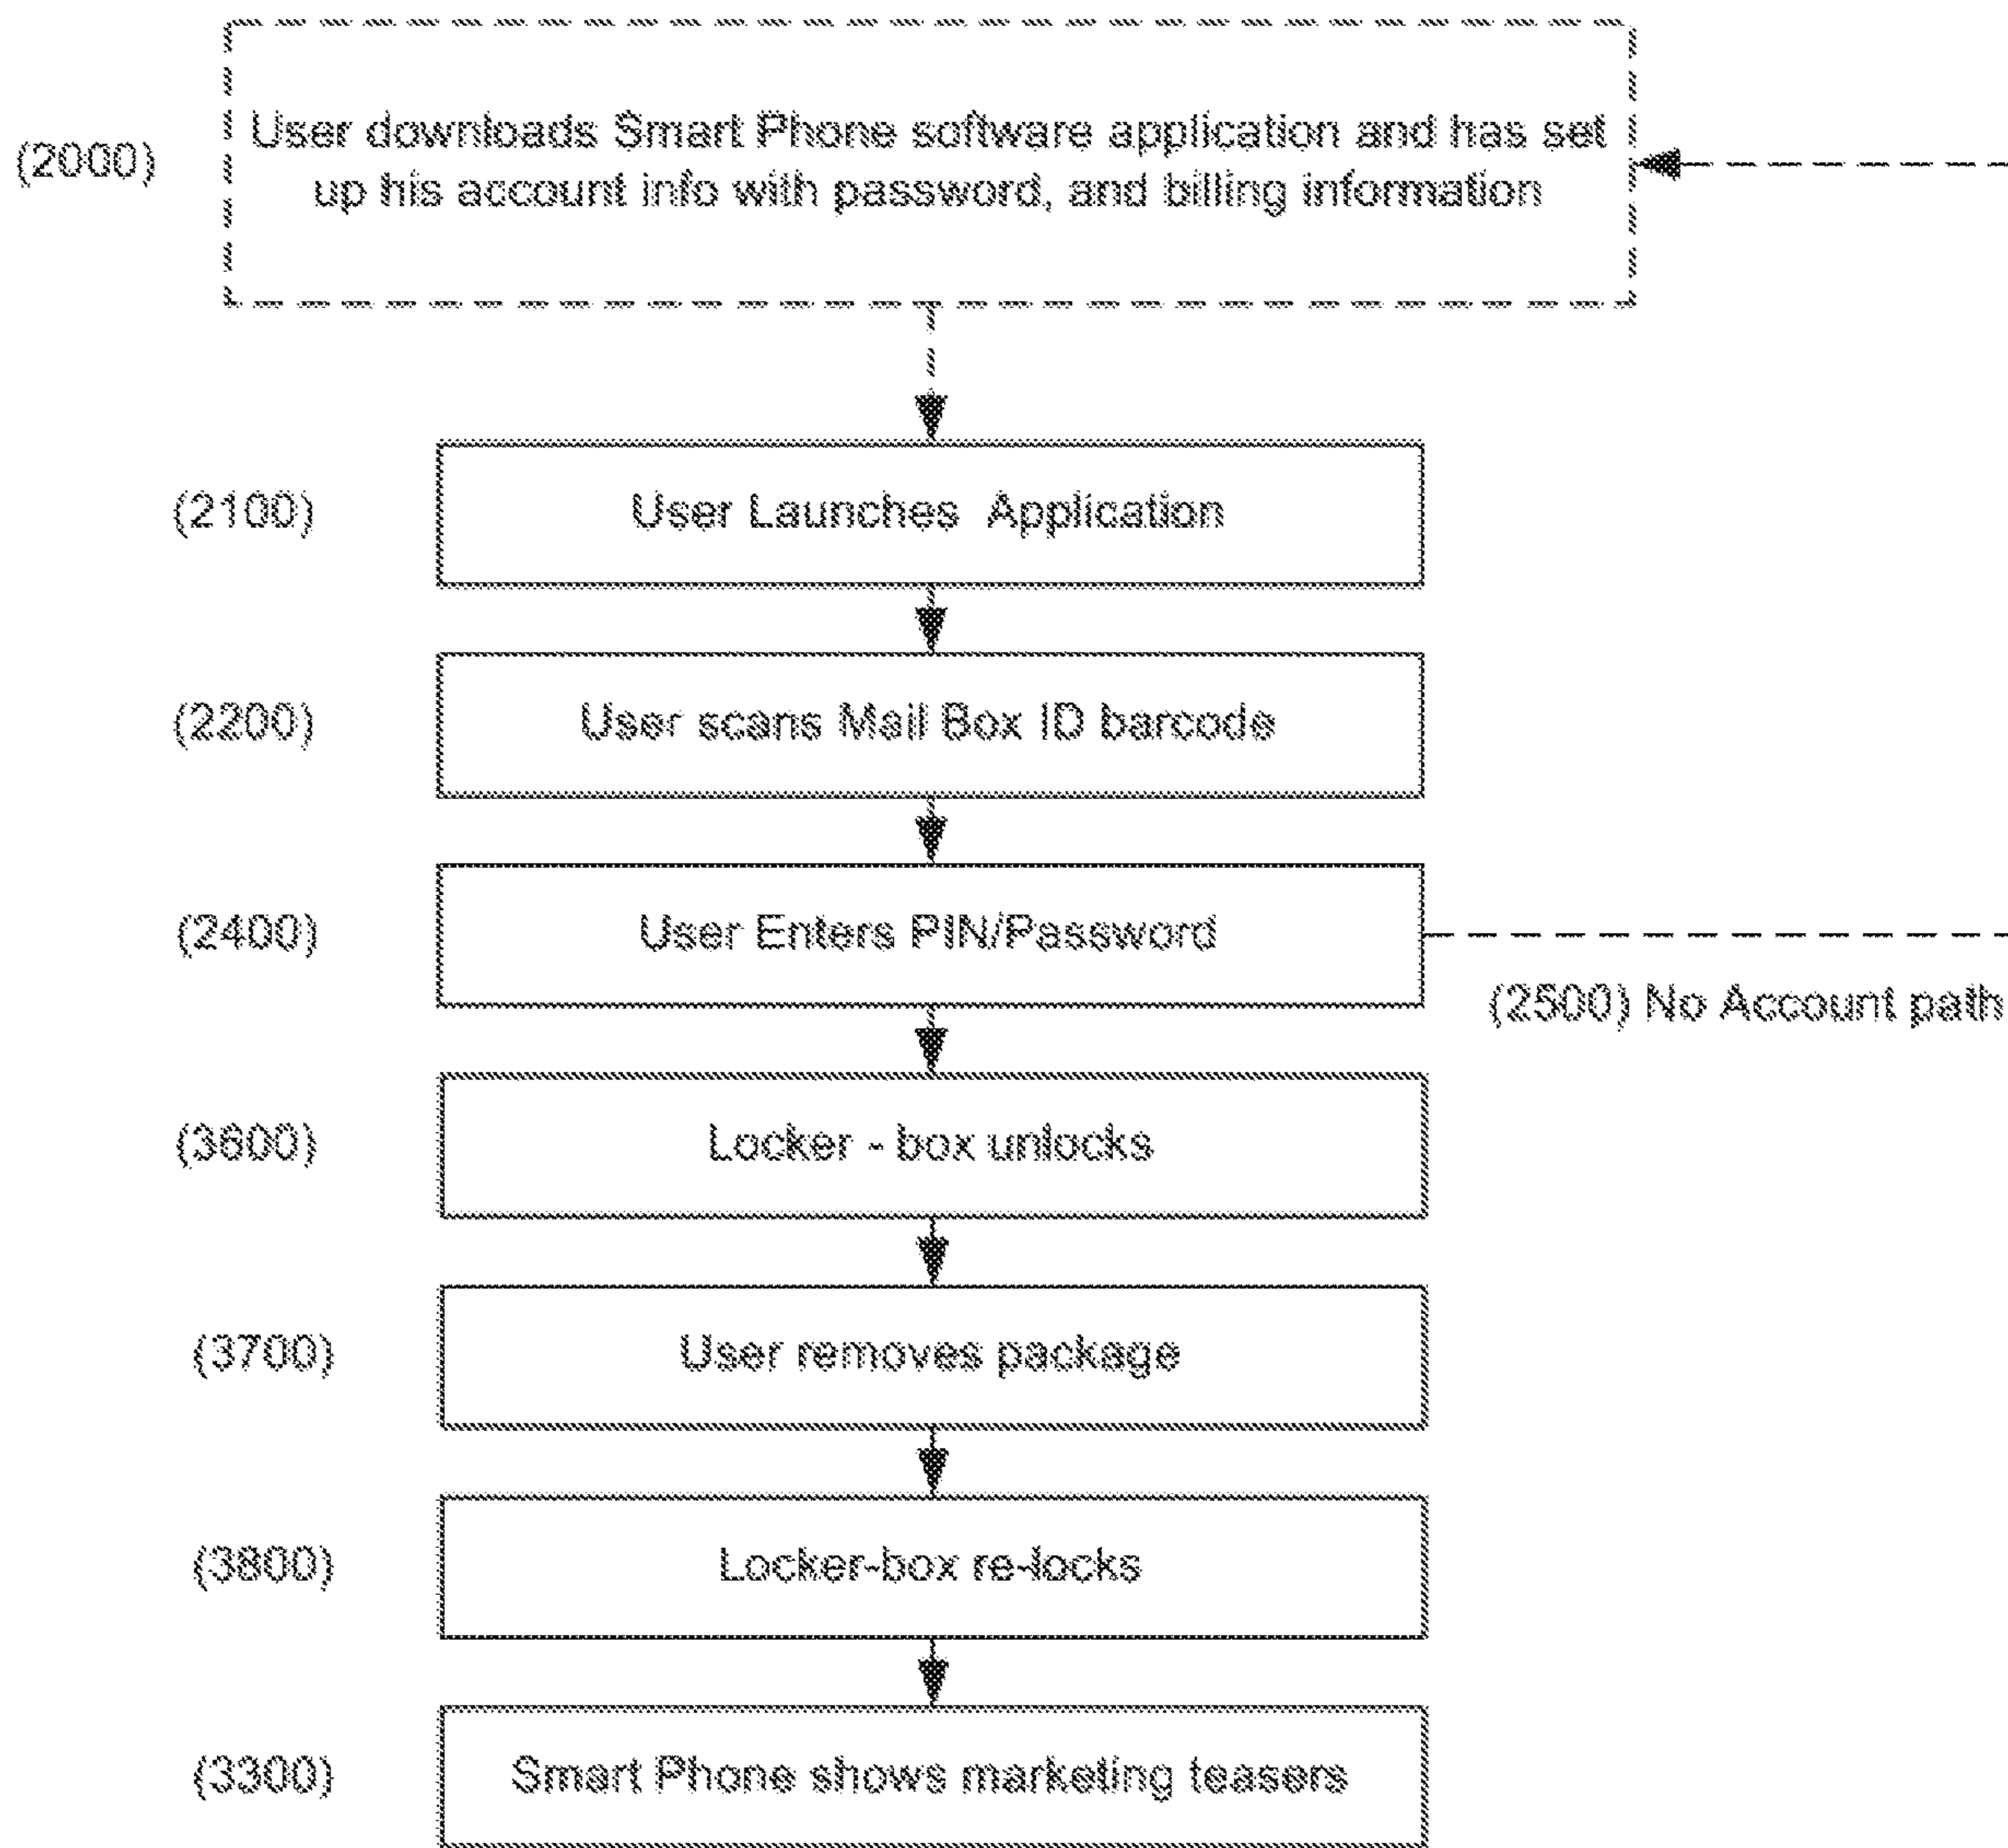 User downloads Smart Phone software application and has set
(2000)
up his account info with password, and billing information
(2100) User Launches Application
(2200) User scans Mail Box ID barcode
(2400) User Enters PIN/Password
(2500) No Account path
(3600) Locker - box unlocks
(3700) User removes package
(3800) Locker-box re-locks
(3300) Smart Phone shows marketing teasers